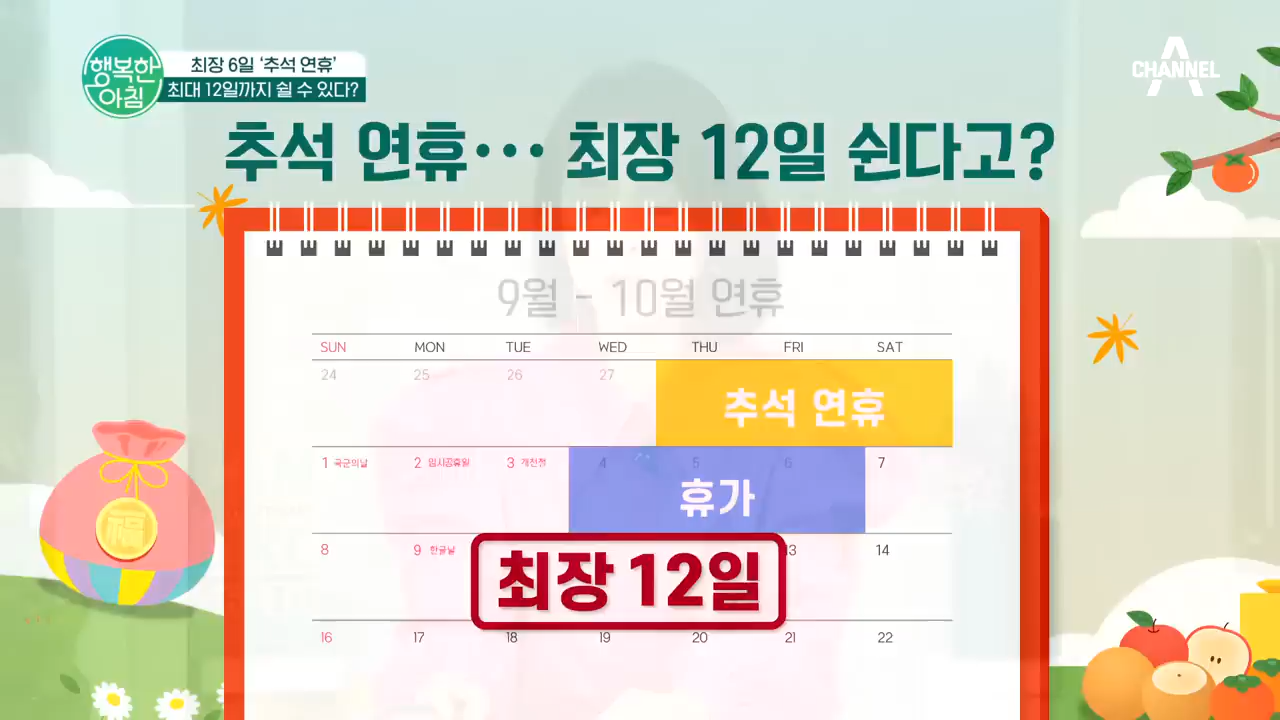 행복한
아침
최장 6일 '추석 연휴'
최대 12일까지 쉴 수 있다?
CHANNEL A
추석 연휴··· 최장 12일 쉰다고?
9월 - 10월 연휴
SUN MON TUE WED THU FRI SAT
24 25 26 27
추석 연휴
1 국군의날 2 임시공휴일 3 개천절 4 5 6 7
휴가
8 9 한글날 13 14
최장 12일
16 17 18 19 20 21 22
福